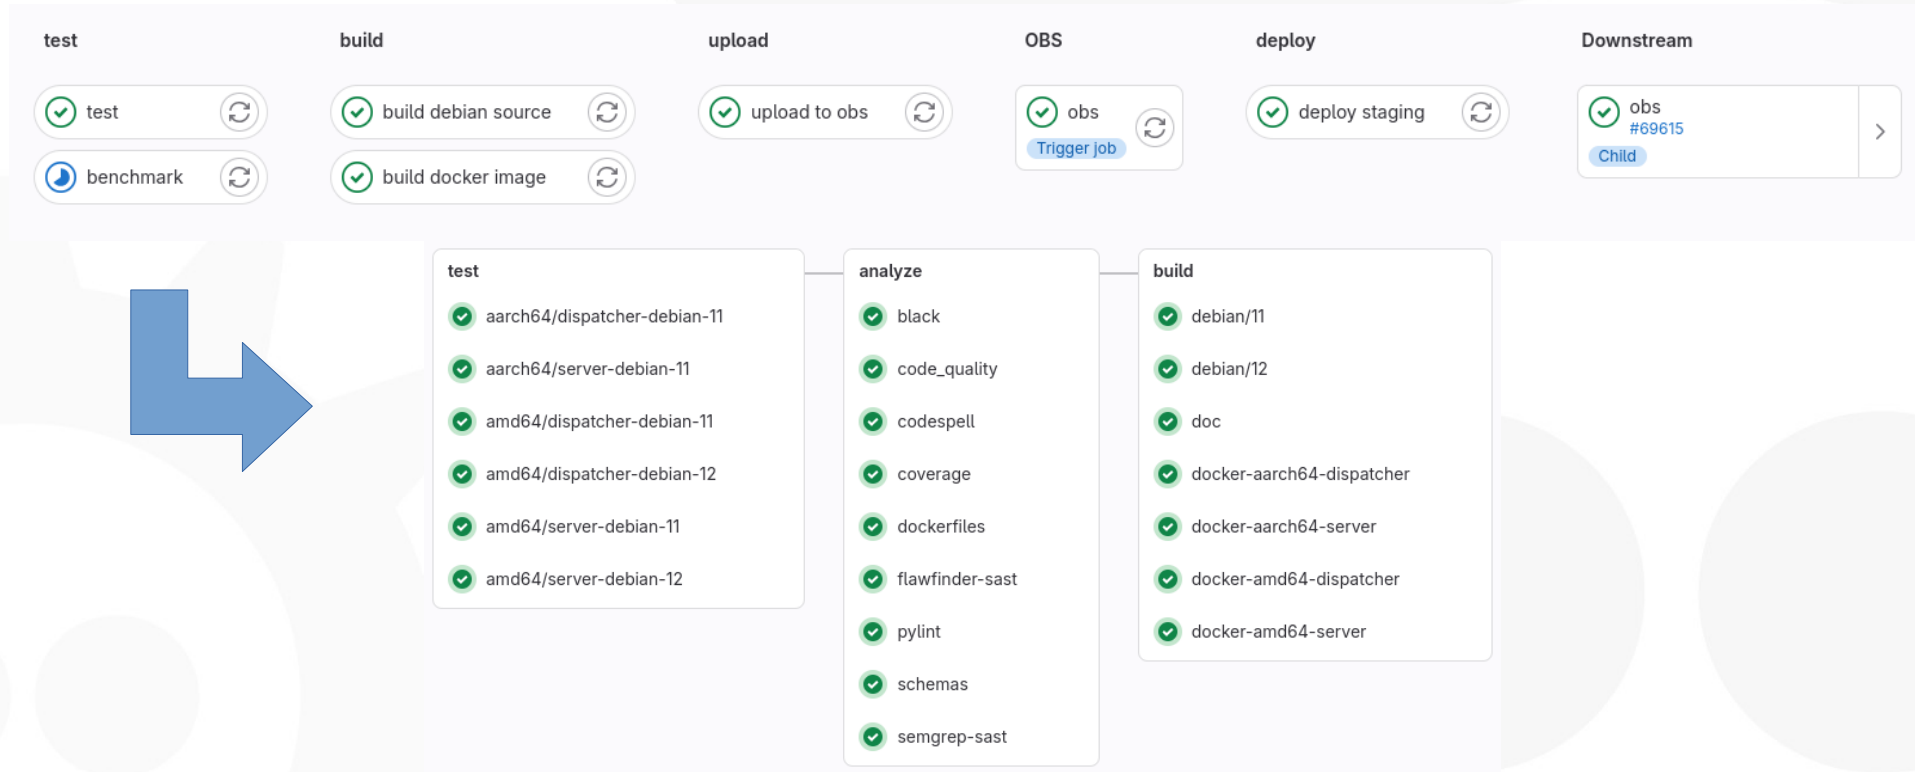 test
build
upload
OBS
deploy
Downstream
test
build debian source
upload to obs
obs
Trigger job
deploy staging
obs
#69615
Child
benchmark
build docker image
test
aarch64/dispatcher-debian-11
aarch64/server-debian-11
amd64/dispatcher-debian-11
amd64/dispatcher-debian-12
amd64/server-debian-11
amd64/server-debian-12
analyze
black
code_quality
codespell
coverage
dockerfiles
flawfinder-sast
pylint
schemas
semgrep-sast
build
debian/11
debian/12
doc
docker-aarch64-dispatcher
docker-aarch64-server
docker-amd64-dispatcher
docker-amd64-server